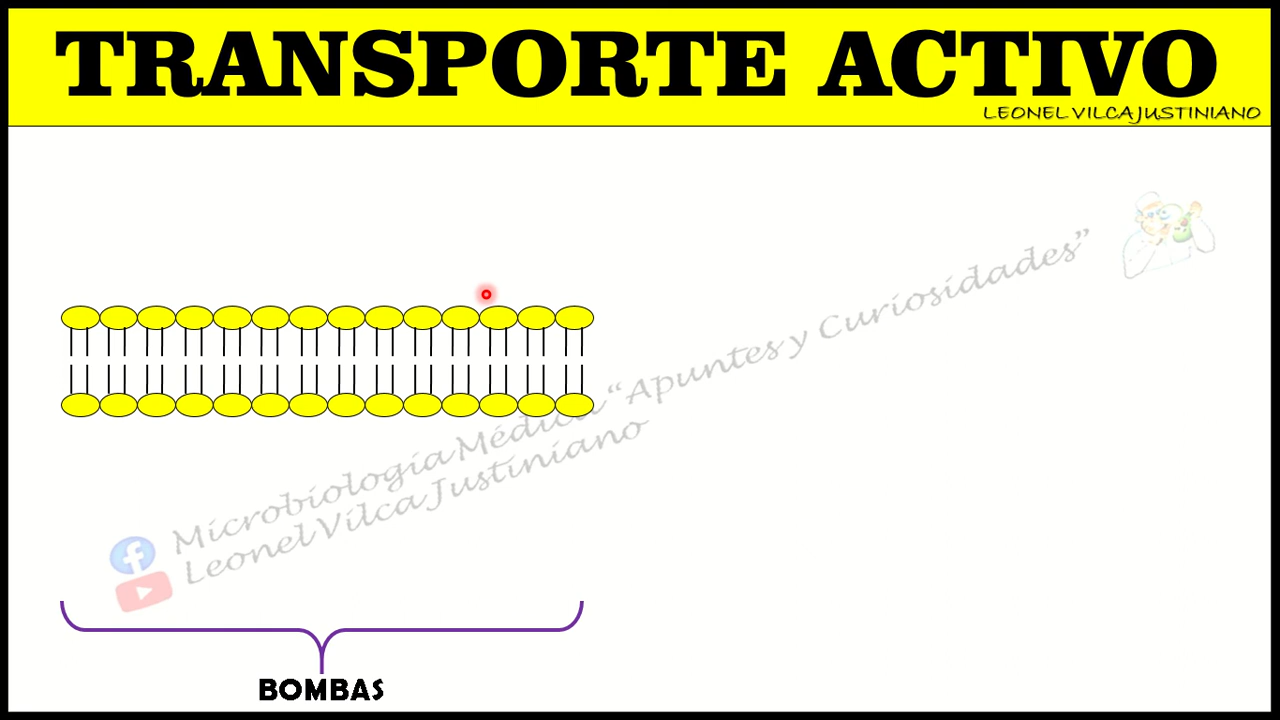 TRANSPORTE ACTIVO
LEONEL VILCA JUSTINIANO
Microbiología Médica “Apuntes y Curiosidades”
Leonel Vilca Justiniano
BOMBAS